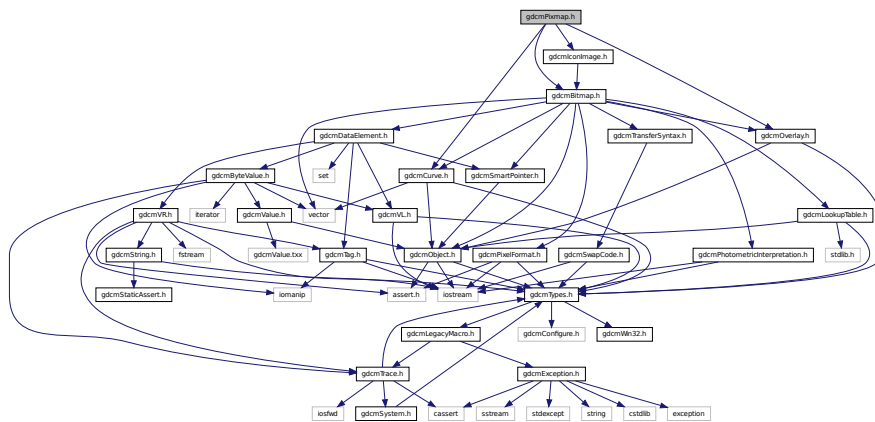 gdcmPixmap.h
gdcmIconImage.h
gdcmBitmap.h
gdcmDataElement.h
gdcmTransferSyntax.h
gdcmOverlay.h
gdcmByteValue.h
set
gdcmCurve.h
gdcmSmartPointer.h
gdcmVR.h
iterator
gdcmValue.h
vector
gdcmVL.h
gdcmLookupTable.h
gdcmString.h
fstream
gdcmValue.txx
gdcmTag.h
gdcmObject.h
gdcmPixelFormat.h
gdcmSwapCode.h
gdcmPhotometricInterpretation.h
stdlib.h
gdcmStaticAssert.h
iomanip
assert.h
iostream
gdcmTypes.h
gdcmLegacyMacro.h
gdcmConfigure.h
gdcmWin32.h
gdcmTrace.h
gdcmException.h
iosfwd
gdcmSystem.h
cassert
sstream
stdexcept
string
cstdlib
exception